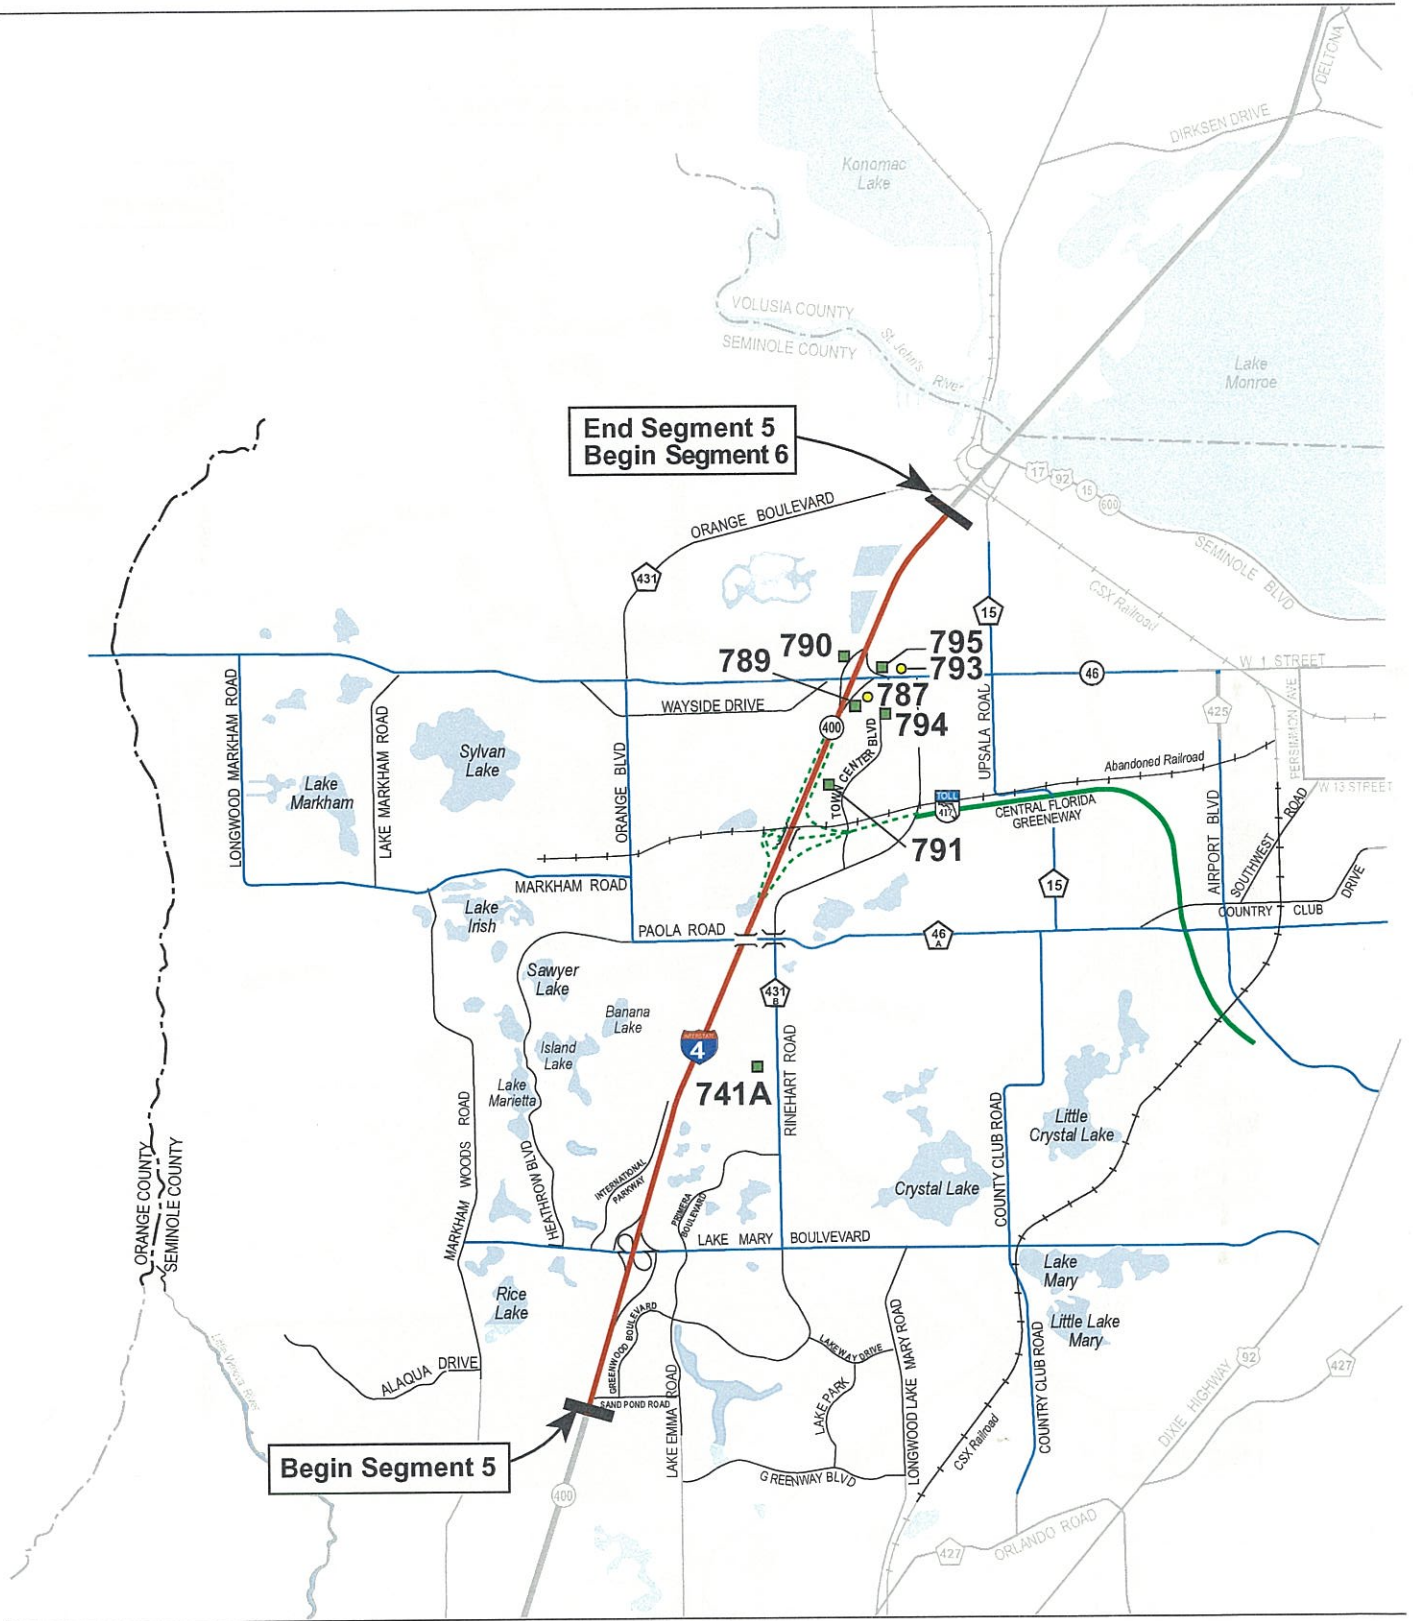 DELTONA
DIRKSEN DRIVE
Konomac
Lake
VOLUSIA COUNTY
SEMINOLE COUNTY
St. John's River
Lake
Monroe
End Segment 5
Begin Segment 6
17
92
15
600
ORANGE BOULEVARD
SEMINOLE BLVD
431
CSX Railroad
15
790
795
789
793
46
W 1 STREET
WAYSIDE DRIVE
787
794
400
425
LONGWOOD MARKHAM ROAD
LAKE MARKHAM ROAD
Sylvan
Lake
Lake
Markham
ORANGE BLVD
TOWN CENTER BLVD
UPSALA ROAD
PERSIMMON AVE
Abandoned Railroad
W 13 STREET
TOLL
417
CENTRAL FLORIDA
GREENEWAY
AIRPORT BLVD
SOUTHWEST ROAD
791
MARKHAM ROAD
15
COUNTRY CLUB DRIVE
Lake
Irish
PAOLA ROAD
46
A
Sawyer
Lake
431
B
Banana
Lake
Island
Lake
INTERSTATE
4
RINEHART ROAD
Lake
Marietta
741A
MARKHAM WOODS ROAD
HEATHROW BLVD
INTERNATIONAL
PARKWAY
PRIMERA
BOULEVARD
Little
Crystal Lake
COUNTY CLUB ROAD
Crystal Lake
ORANGE COUNTY
SEMINOLE COUNTY
LAKE MARY BOULVEVARD
Lake
Mary
Rice
Lake
Little Lake
Mary
GREENWOOD BOULEVARD
LAKEWAY DRIVE
LONGWOOD LAKE MARY ROAD
COUNTRY CLUB ROAD
92
427
ALAQUA DRIVE
SAND POND ROAD
LAKE EMMA ROAD
LAKE PARK
DIXIE HIGHWAY
Begin Segment 5
GREENWAY BLVD
CSX Railroad
400
427
ORLANDO ROAD